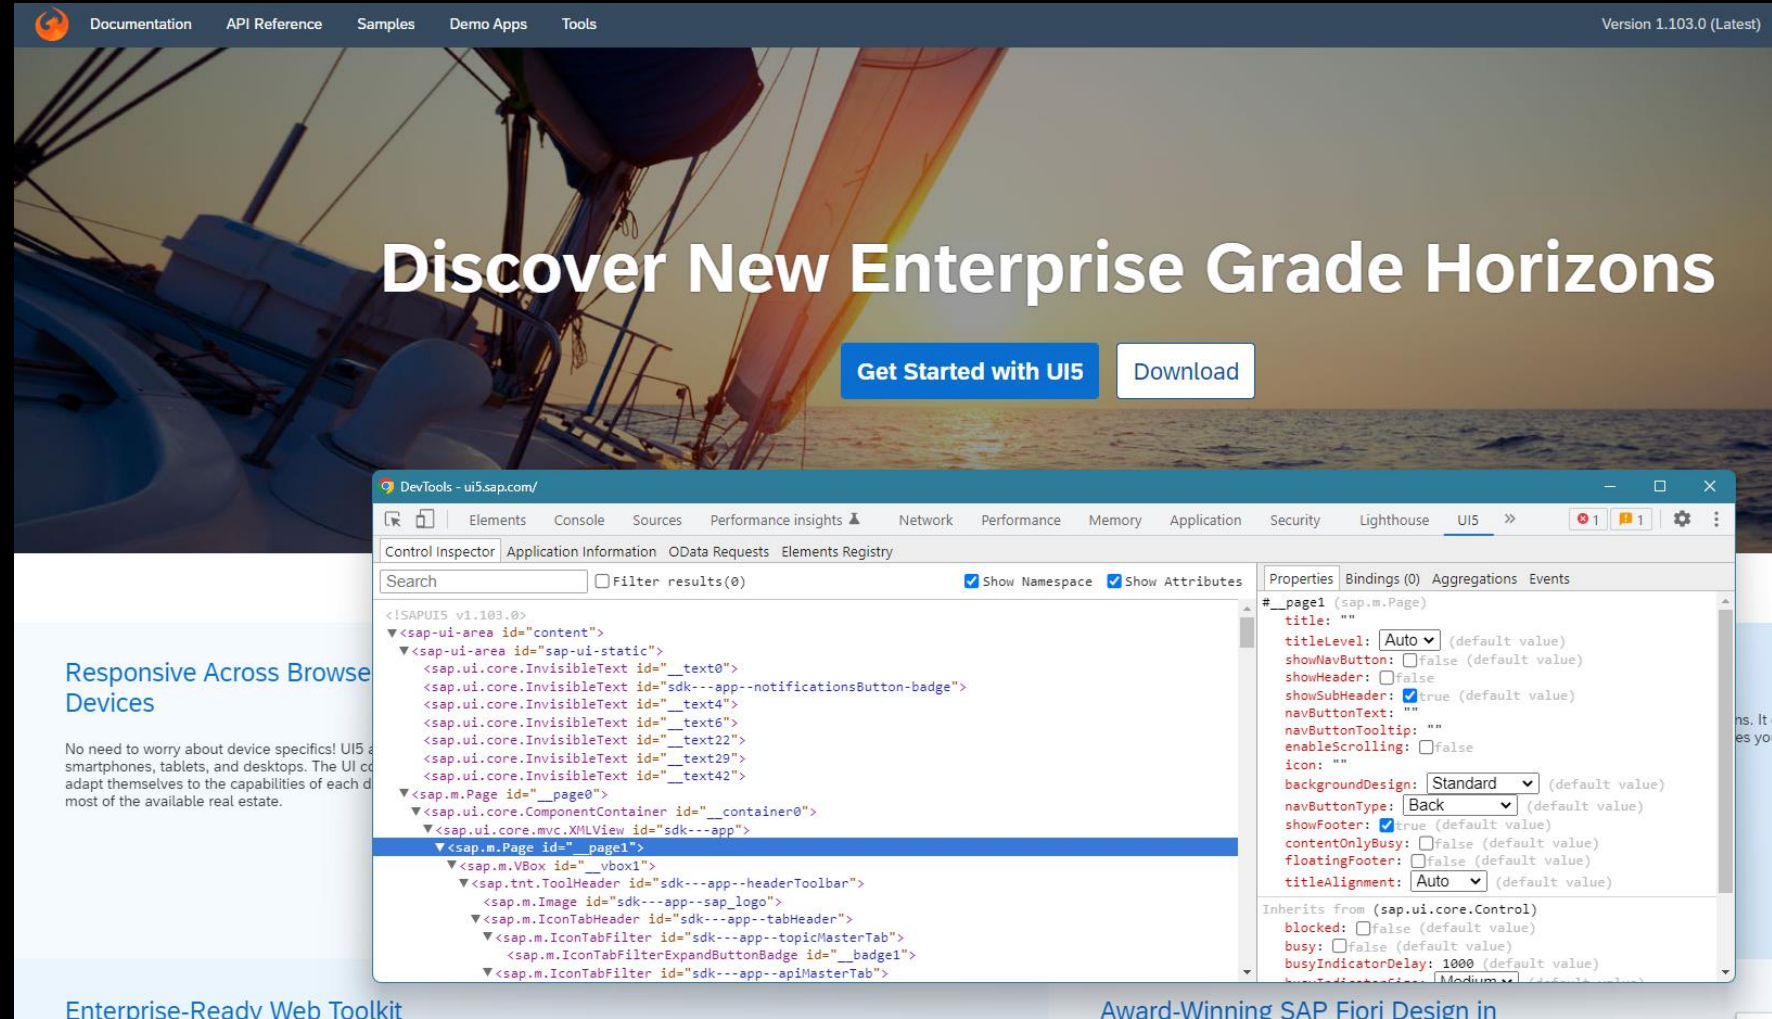 Documentation API Reference Samples Demo Apps Tools Version 1.103.0 (Latest)
Discover New Enterprise Grade Horizons
Get Started with UI5 Download
DevTools - ui5.sap.com/
Elements Console Sources Performance insights Network Performance Memory Application Security Lighthouse UI5 » 1 1
Control Inspector Application Information OData Requests Elements Registry
Search Filter results(0) Show Namespace Show Attributes
<!SAPUI5 v1.103.0>
▼<sap-ui-area id="content">
▼<sap-ui-area id="sap-ui-static">
<sap.ui.core.InvisibleText id="__text0">
<sap.ui.core.InvisibleText id="sdk---app--notificationsButton-badge">
<sap.ui.core.InvisibleText id="__text4">
<sap.ui.core.InvisibleText id="__text6">
<sap.ui.core.InvisibleText id="__text22">
<sap.ui.core.InvisibleText id="__text29">
<sap.ui.core.InvisibleText id="__text42">
▼<sap.m.Page id="__page0">
▼<sap.ui.core.ComponentContainer id="__container0">
▼<sap.ui.core.mvc.XMLView id="sdk---app">
▼<sap.m.Page id="__page1">
▼<sap.m.VBox id="__vbox1">
▼<sap.tnt.ToolHeader id="sdk---app--headerToolbar">
<sap.m.Image id="sdk---app--sap_logo">
▼<sap.m.IconTabHeader id="sdk---app--tabHeader">
▼<sap.m.IconTabFilter id="sdk---app--topicMasterTab">
<sap.m.IconTabFilterExpandButtonBadge id="__badge1">
▼<sap.m.IconTabFilter id="sdk---app--apiMasterTab">
Properties Bindings (0) Aggregations Events
#__page1 (sap.m.Page)
title: ""
titleLevel: Auto (default value)
showNavButton: false (default value)
showHeader: false
showSubHeader: true (default value)
navButtonText: ""
navButtonTooltip: ""
enableScrolling: false
icon: ""
backgroundDesign: Standard (default value)
navButtonType: Back (default value)
showFooter: true (default value)
contentOnlyBusy: false (default value)
floatingFooter: false (default value)
titleAlignment: Auto (default value)
Inherits from (sap.ui.core.Control)
blocked: false (default value)
busy: false (default value)
busyIndicatorDelay: 1000 (default value)
Responsive Across Browse
Devices
No need to worry about device specifics! UI5
smartphones, tablets, and desktops. The UI
adapt themselves to the capabilities of each
most of the available real estate.
ns. It
es yo
Enterprise-Ready Web Toolkit
Award-Winning SAP Fiori Design in